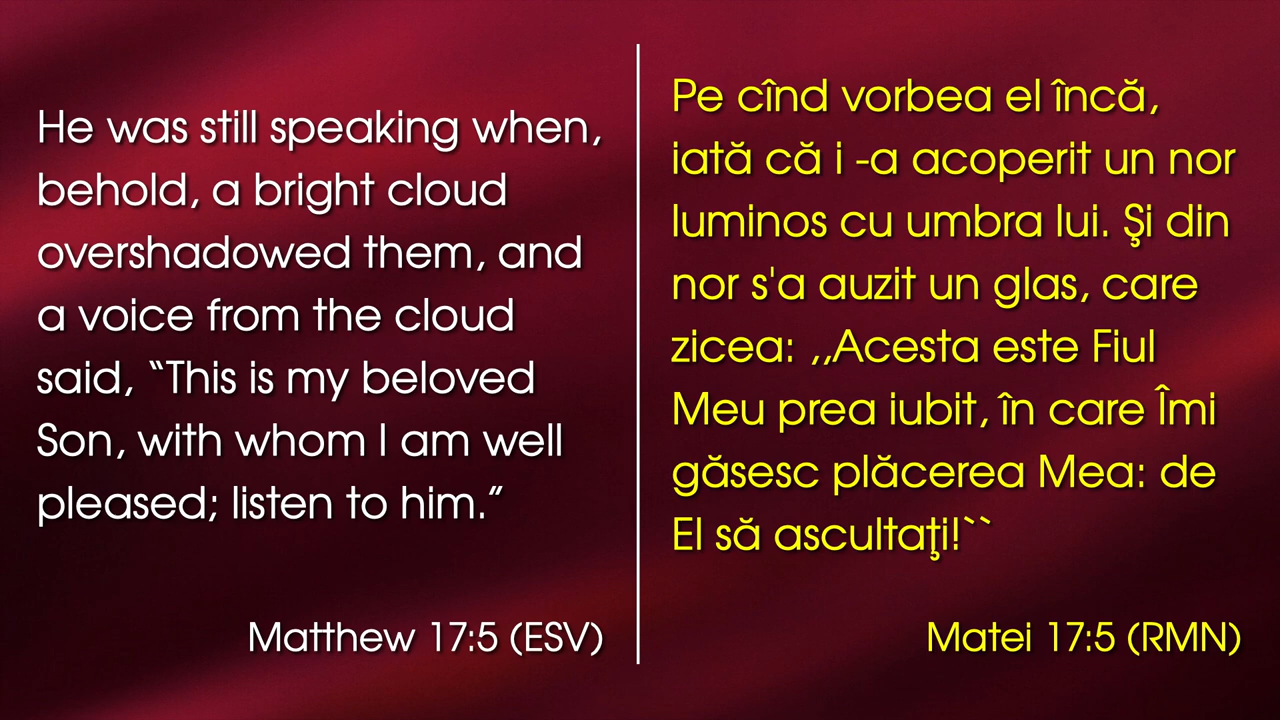 He was still speaking when,
behold, a bright cloud
overshadowed them, and
a voice from the cloud
said, “This is my beloved
Son, with whom I am well
pleased; listen to him.”
Matthew 17:5 (ESV)
Pe cînd vorbea el încă,
iată că i -a acoperit un nor
luminos cu umbra lui. Şi din
nor s'a auzit un glas, care
zicea: ,,Acesta este Fiul
Meu prea iubit, în care Îmi
găsesc plăcerea Mea: de
El să ascultaţi!``
Matei 17:5 (RMN)